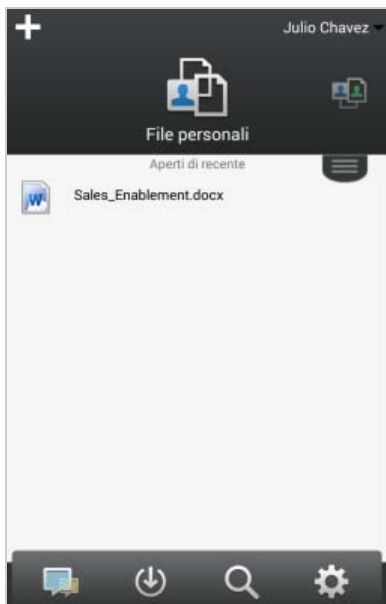 Julio Chavez
File personali
Aperti di recente
Sales_Enablement.docx